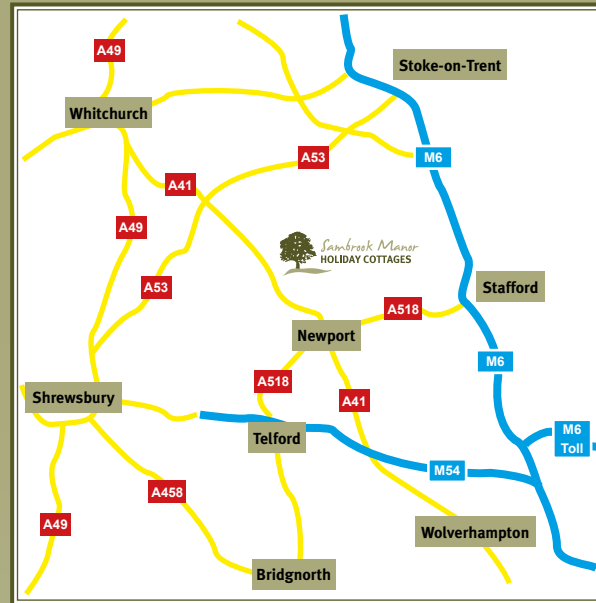 A49
Stoke-on-Trent
Whitchurch
A53
M6
A41
A49
Sambrook Manor
HOLIDAY COTTAGES
A53
Stafford
A518
Newport
M6
A518
Shrewsbury
A41
M6
Toll
Telford
M54
A458
A49
Wolverhampton
Bridgnorth